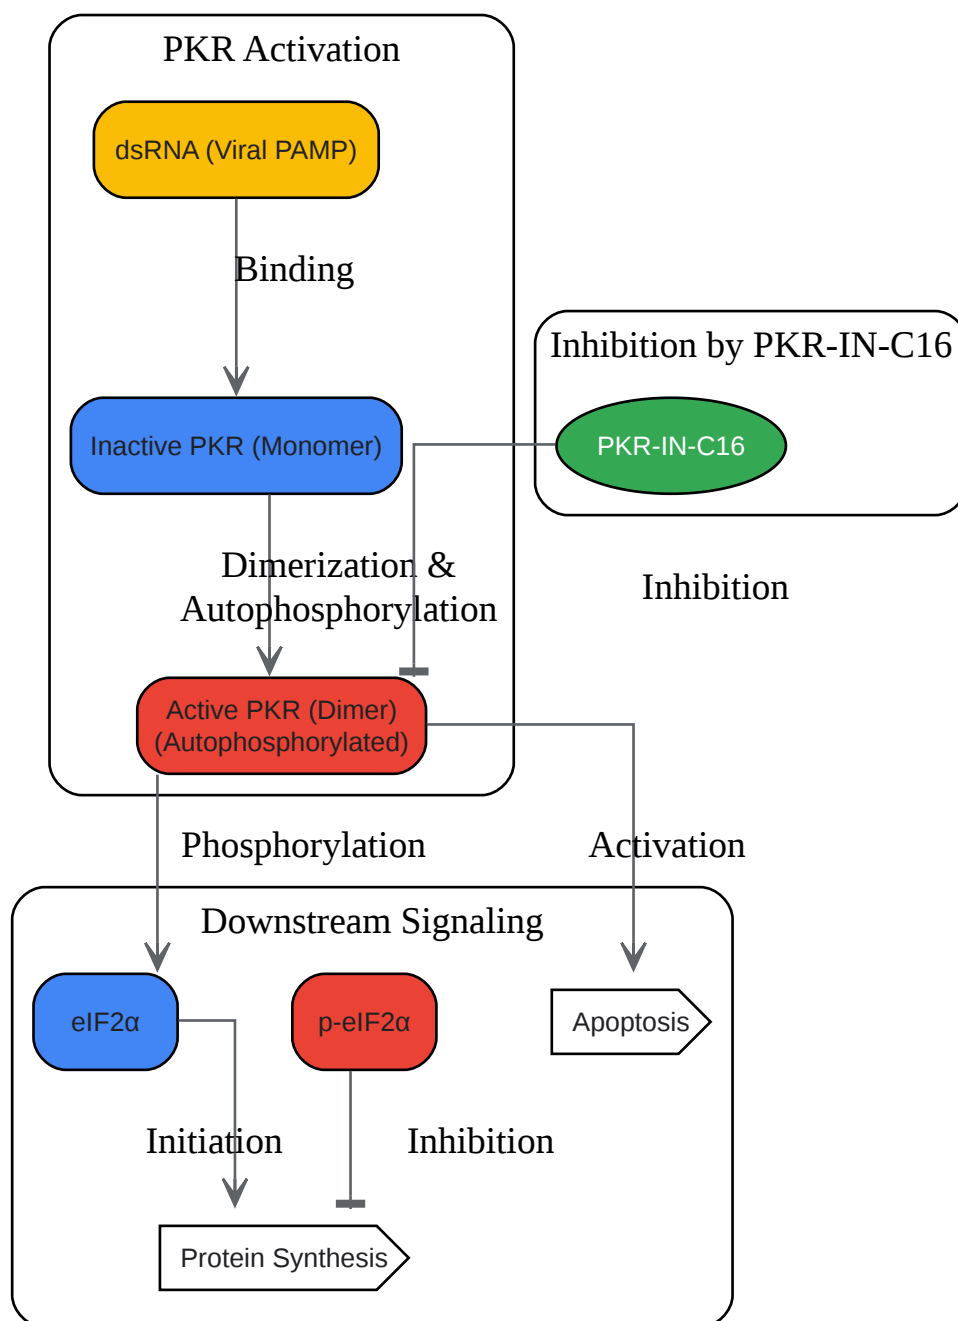 PKR Activation
dsRNA (Viral PAMP)
Binding
Inhibition by PKR-IN-C16
Inactive PKR (Monomer)
PKR-IN-C16
Dimerization &
Autophosphorylation
Inhibition
Active PKR (Dimer)
(Autophosphorylated)
Phosphorylation
Activation
Downstream Signaling
eIF2α
p-eIF2α
Apoptosis
Initiation
Inhibition
Protein Synthesis